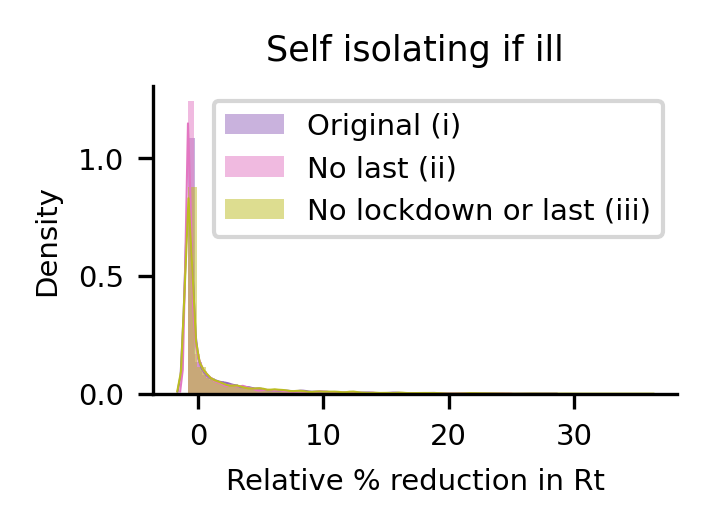 Self isolating if ill
Original (i)
No last (ii)
No lockdown or last (iii)
Density
1.0
0.5
0.0
0
10
20
30
Relative % reduction in Rt